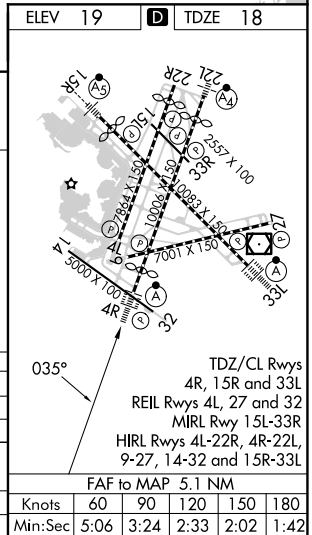 ELEV 19 D TDZE 18
15R
A5
22R
22L
A4
15L
P
P
P
P
33R
2557 X 100
7864 X 150
10006 X 150
10083 X 150
P
P
9
27
P
P
7001 X 150
14
5000 X 100
A
A
33L
4R
P
32
035°
TDZ/CL Rwys
4R, 15R and 33L
REIL Rwys 4L, 27 and 32
MIRL Rwy 15L-33R
HIRL Rwys 4L-22R, 4R-22L,
9-27, 14-32 and 15R-33L
FAF to MAP 5.1 NM
Knots 60 90 120 150 180
Min:Sec 5:06 3:24 2:33 2:02 1:42